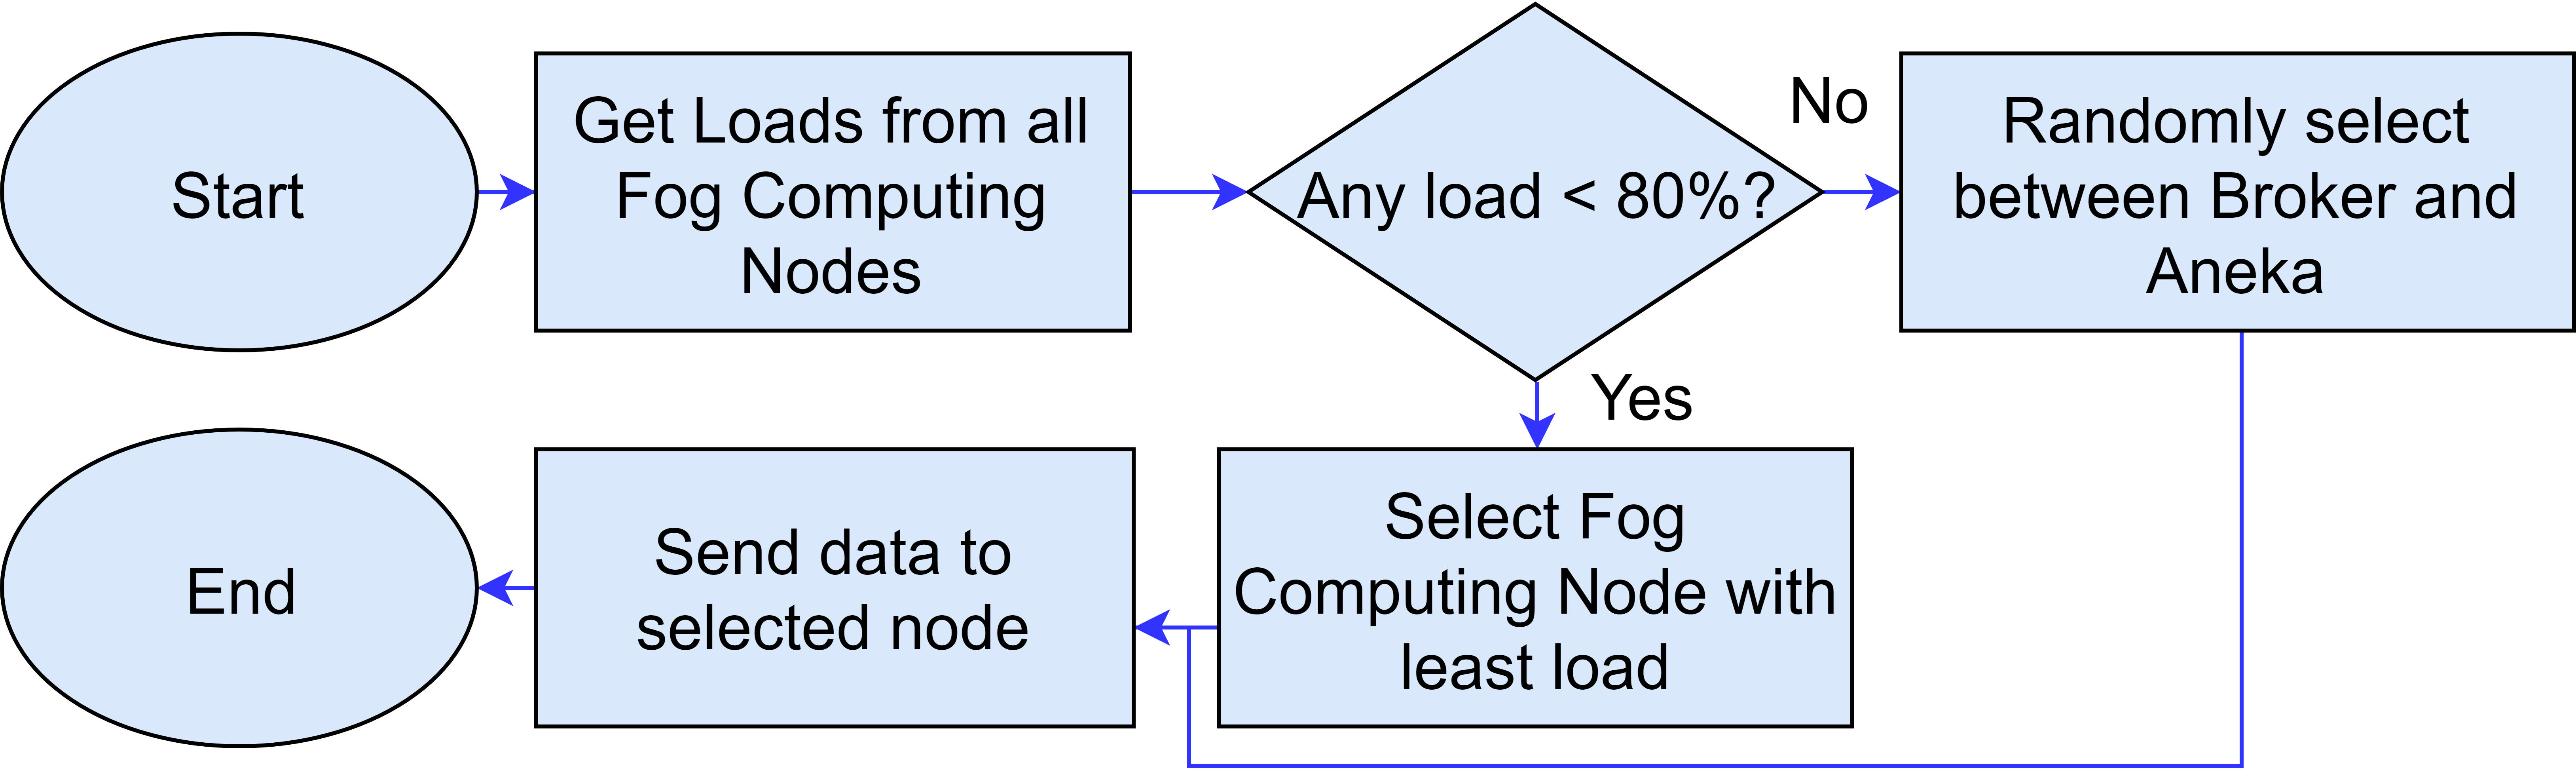 Start
Get Loads from all
Fog Computing
Nodes
Any load < 80%?
No
Randomly select
between Broker and
Aneka
Yes
Select Fog
Computing Node with
least load
Send data to
selected node
End